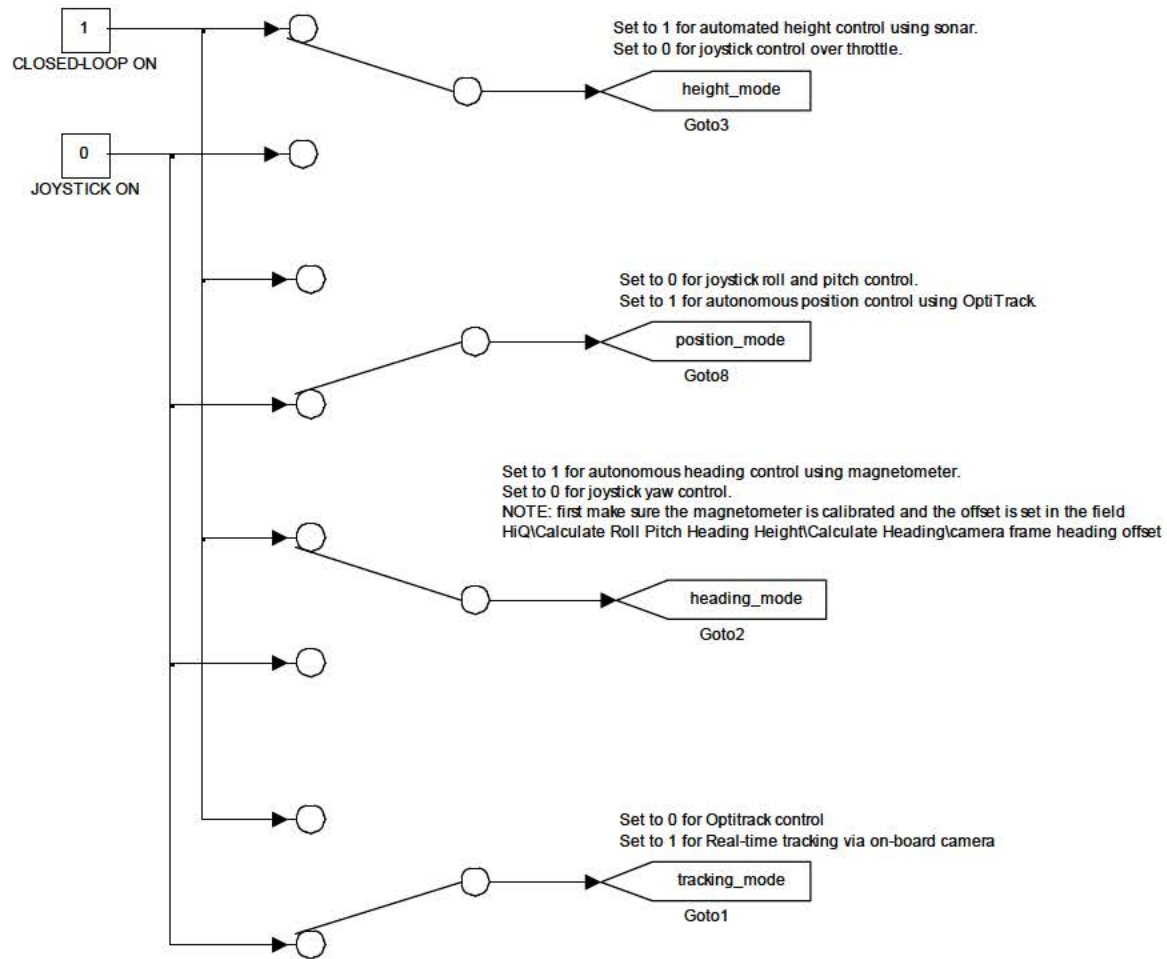 1
CLOSED-LOOP ON
Set to 1 for automated height control using sonar.
Set to 0 for joystick control over throttle.
height_mode
Goto3
0
JOYSTICK ON
Set to 0 for joystick roll and pitch control.
Set to 1 for autonomous position control using OptiTrack.
position_mode
Goto8
Set to 1 for autonomous heading control using magnetometer.
Set to 0 for joystick yaw control.
NOTE: first make sure the magnetometer is calibrated and the offset is set in the field
HiQ\Calculate Roll Pitch Heading Height\Calculate Heading\camera frame heading offset
heading_mode
Goto2
Set to 0 for Optitrack control
Set to 1 for Real-time tracking via on-board camera
tracking_mode
Goto1